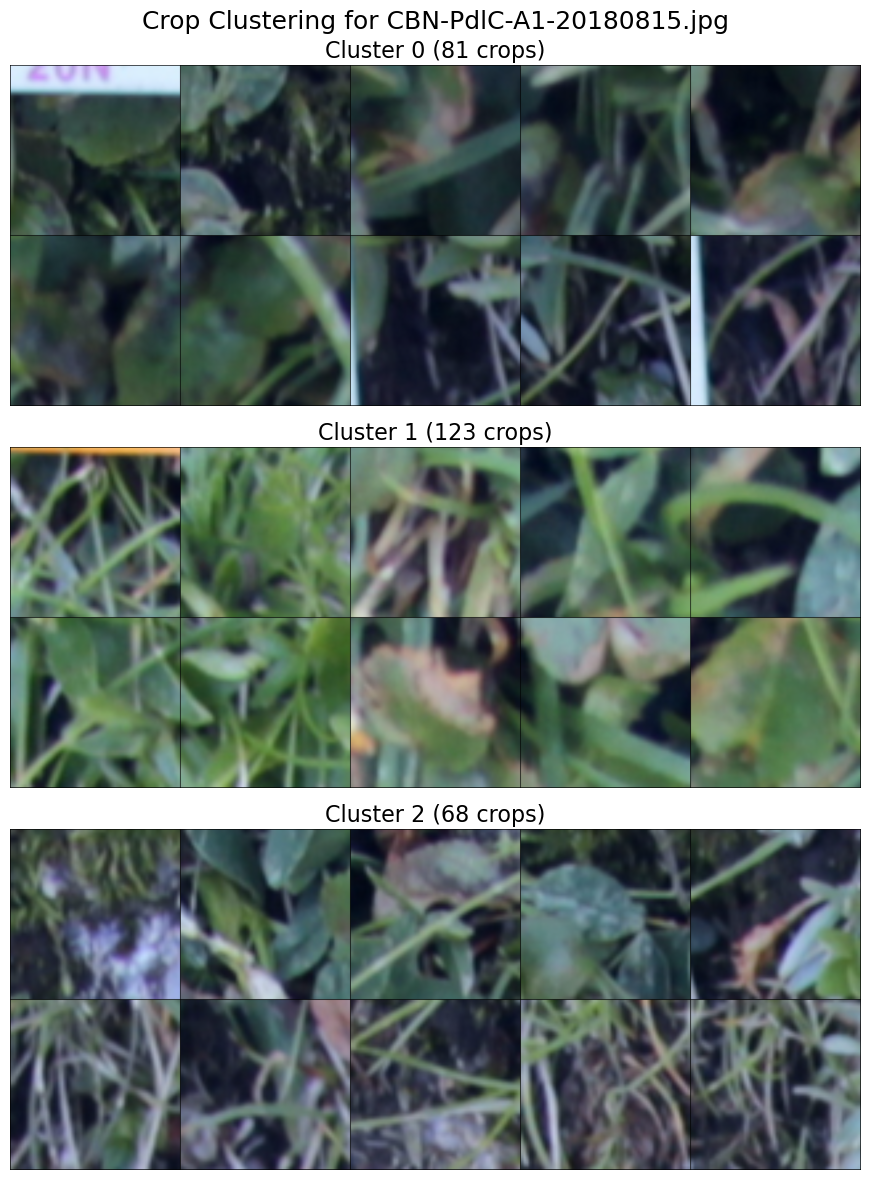 Crop Clustering for CBN-PdlC-A1-20180815.jpg
Cluster 0 (81 crops)
Cluster 1 (123 crops)
Cluster 2 (68 crops)